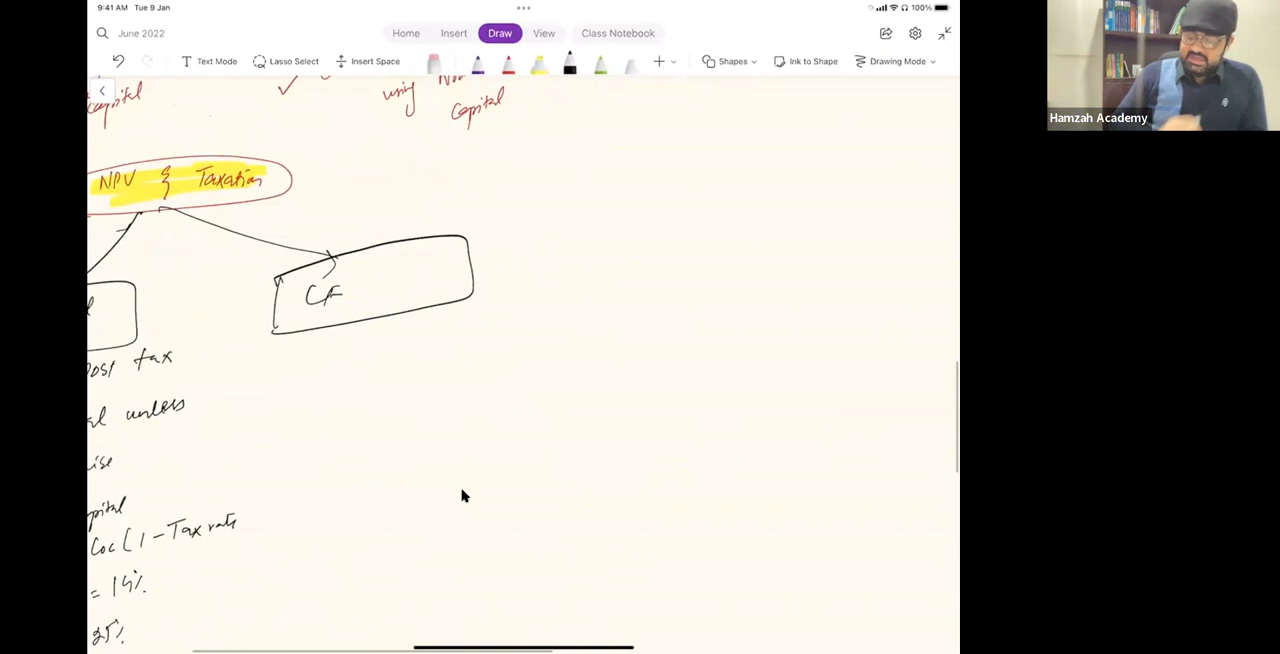 9:41 AM Tue 9 Jan
100%
June 2022
Home Insert Draw View Class Notebook
Text Mode Lasso Select Insert Space Shapes Ink to Shape Drawing Mode
capital
using
Capital
NPV & Taxation
CF
post tax
unless
Coc (1 - Tax rate
= 15%
25%
Hamzah Academy